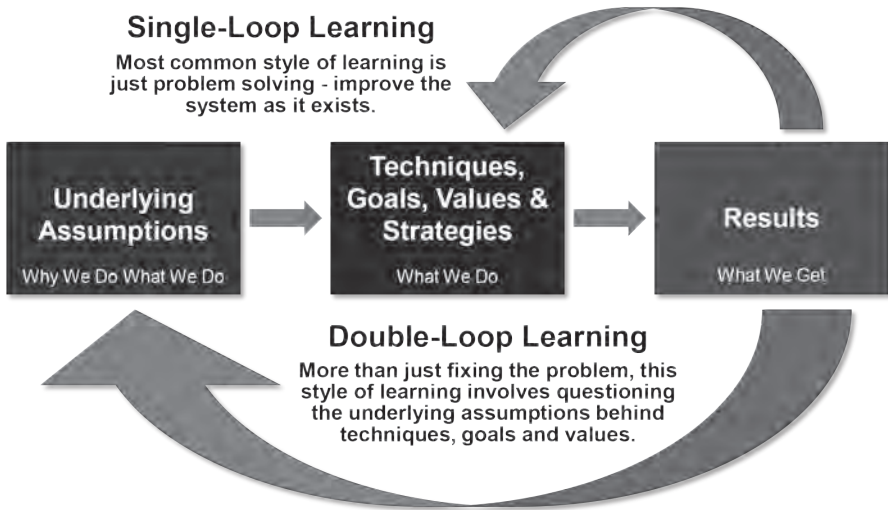 Single-Loop Learning
Most common style of learning is
just problem solving - improve the
system as it exists.
Underlying
Assumptions
Why We Do What We Do
Techniques,
Goals, Values &
Strategies
What We Do
Results
What We Get
Double-Loop Learning
More than just fixing the problem, this
style of learning involves questioning
the underlying assumptions behind
techniques, goals and values.